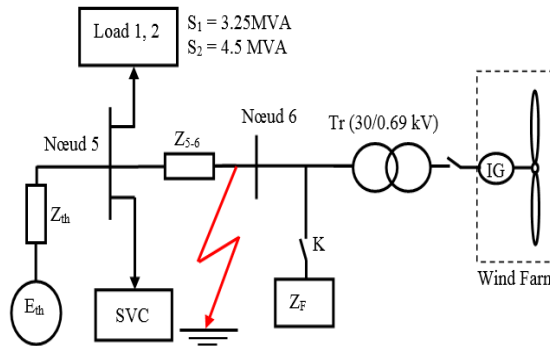 Load 1, 2
S₁ = 3.25MVA
S₂ = 4.5 MVA
Nœud 5
Z₅₋₆
Nœud 6
Tr (30/0.69 kV)
Zth
K
IG
Eth
SVC
Z_F
Wind Farm